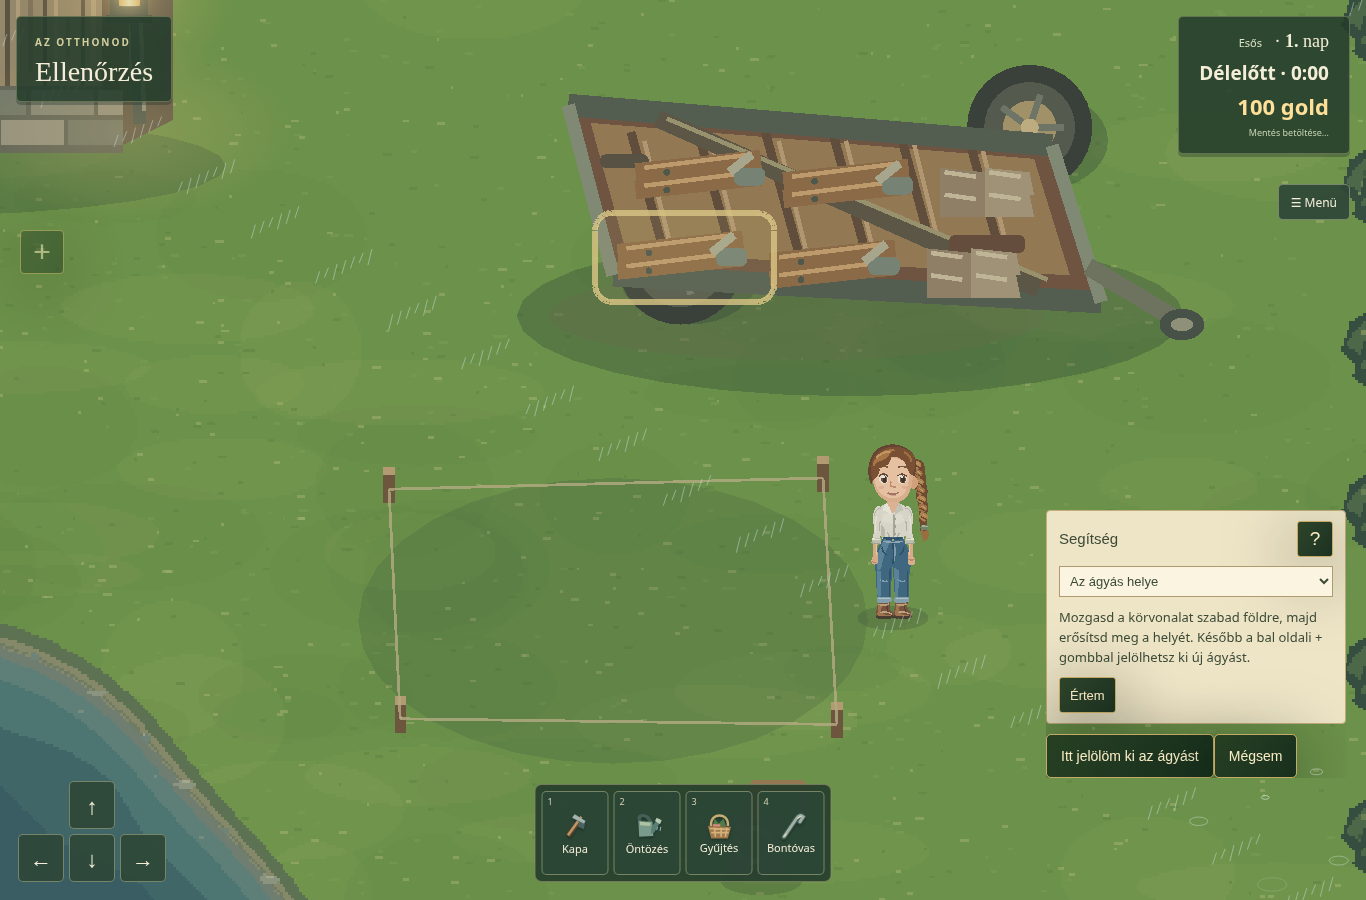 AZ OTTHONOD
Ellenőrzés
Esős · 1. nap
Délelőtt · 0:00
100 gold
Mentés betöltése…
☰ Menü
+
Segítség
?
Az ágyás helye
Mozgasd a körvonalat szabad földre, majd
erősítsd meg a helyét. Később a bal oldali +
gombbal jelölhetsz ki új ágyást.
Értem
Itt jelölöm ki az ágyást
Mégsem
↑
← ↓ →
1 2 3 4
Kapa Öntözés Gyűjtés Bontóvas